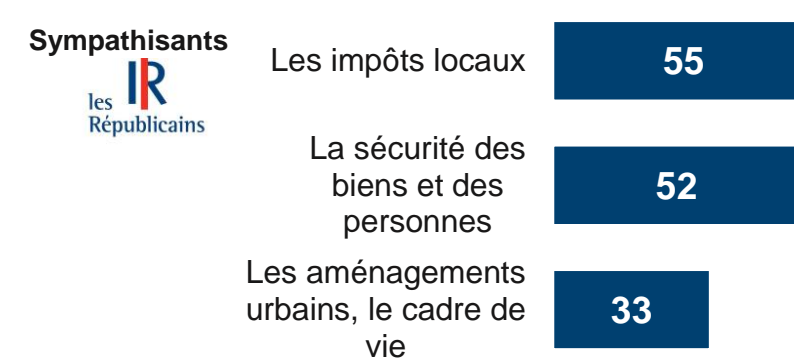 Sympathisants
lR
les
Républicains
Les impôts locaux
55
La sécurité des
biens et des
personnes
52
Les aménagements
urbains, le cadre de
vie
33